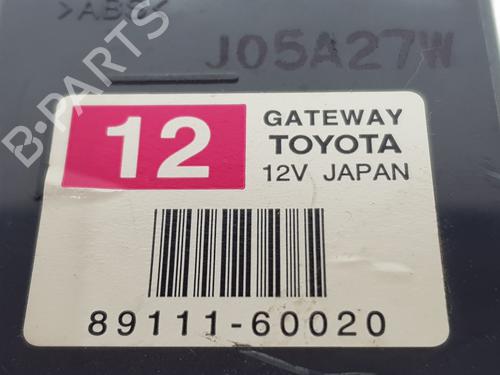 >ABS<
J05A27W
12
GATEWAY
TOYOTA
12V JAPAN
89111-60020
B-PARTS